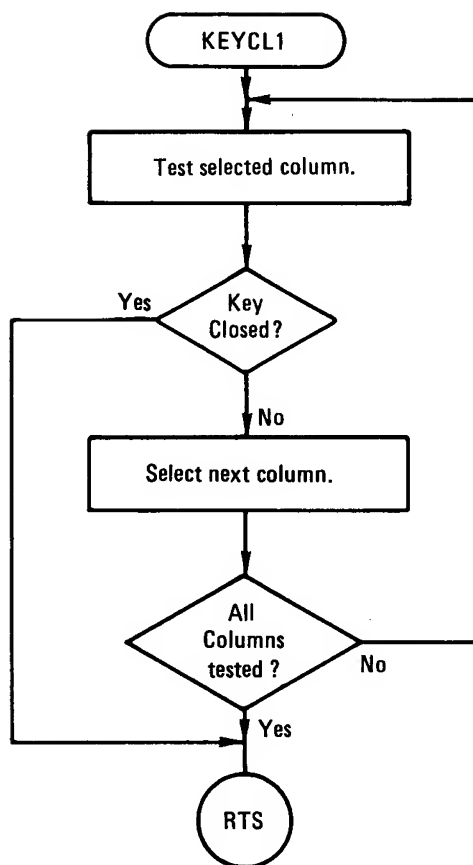 KEYCL1
Test selected column.
Yes
Key
Closed?
No
Select next column.
All
Columns
tested ?
No
Yes
RTS